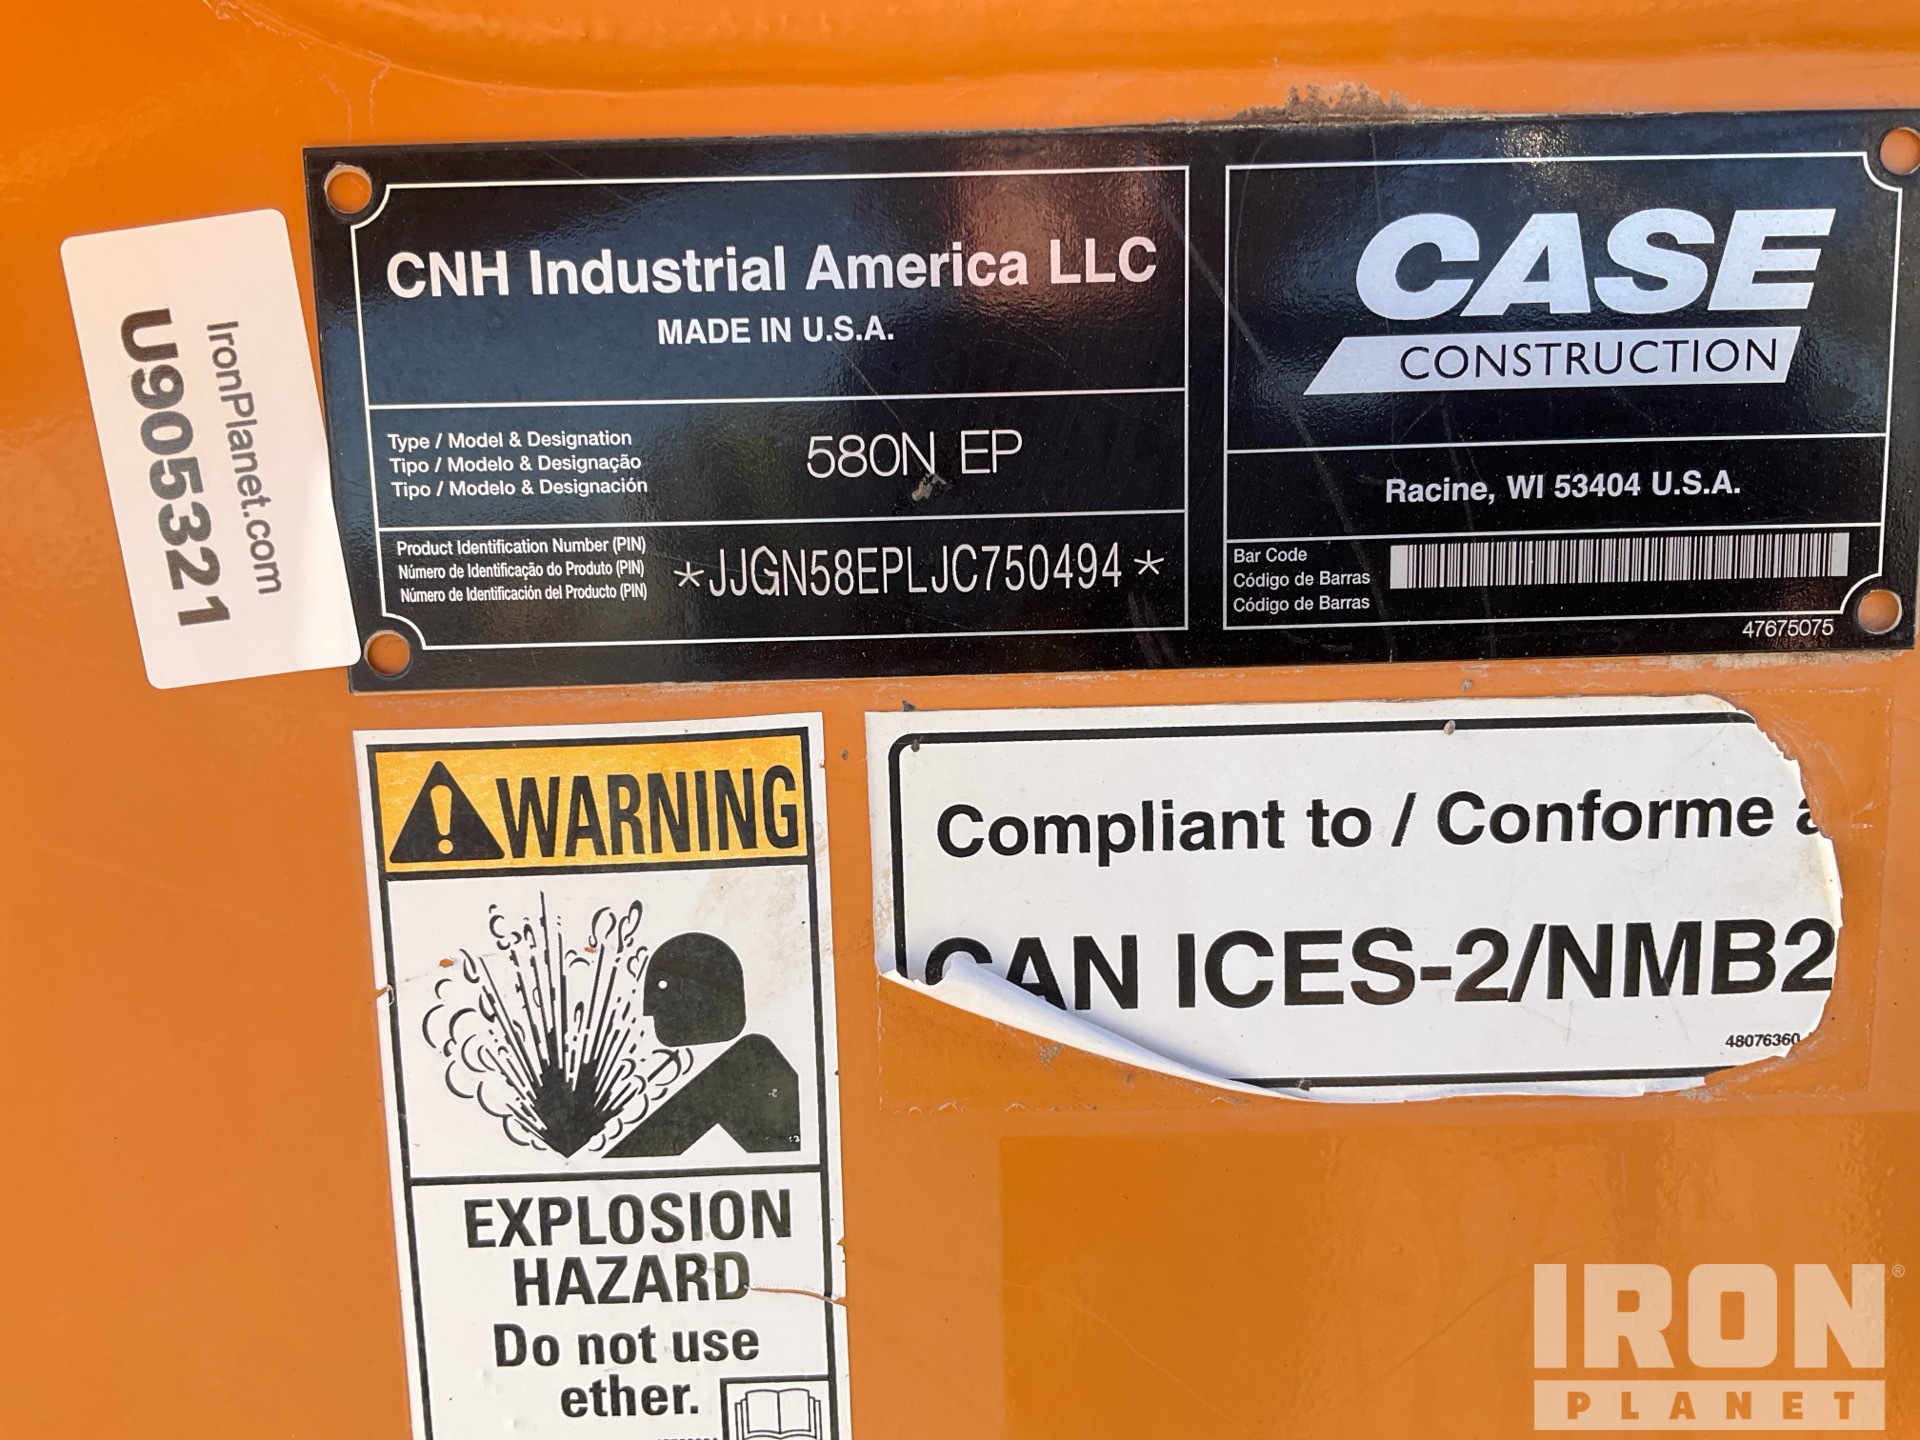 IronPlanet.com
U905321
CNH Industrial America LLC
MADE IN U.S.A.
Type / Model & Designation
Tipo / Modelo & Designação
Tipo / Modelo & Designación
580N EP
Product Identification Number (PIN)
Número de Identificação do Produto (PIN)
Número de Identificación del Producto (PIN)
*JJGN58EPLJC750494*
CASE
CONSTRUCTION
Racine, WI 53404 U.S.A.
Bar Code
Código de Barras
Código de Barras
47675075
WARNING
EXPLOSION
HAZARD
Do not use
ether.
Compliant to / Conforme a
CAN ICES-2/NMB2
48076360
IRON®
PLANET